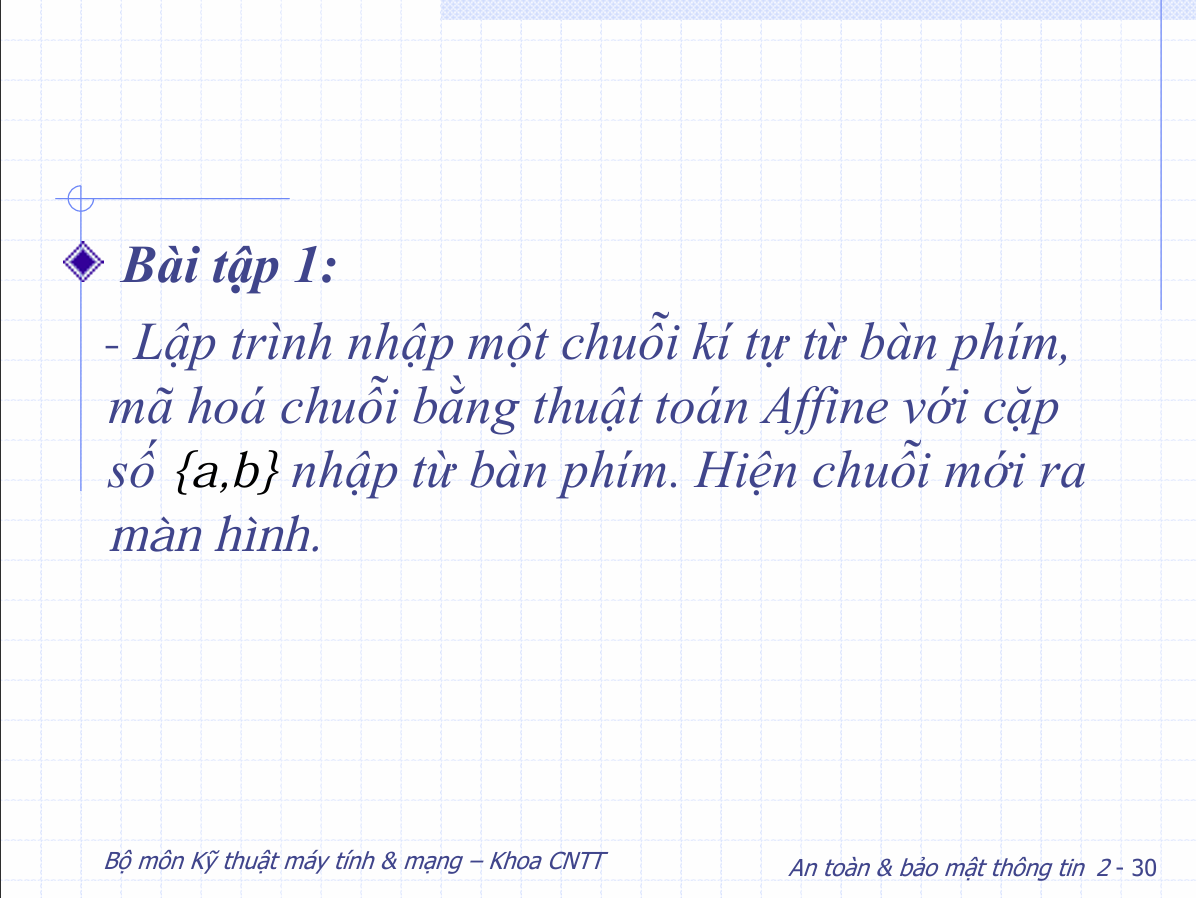 Bài tập 1:
- Lập trình nhập một chuỗi kí tự từ bàn phím,
mã hoá chuỗi bằng thuật toán Affine với cặp
số {a,b} nhập từ bàn phím. Hiện chuỗi mới ra
màn hình.
Bộ môn Kỹ thuật máy tính & mạng – Khoa CNTT
An toàn & bảo mật thông tin 2 - 30